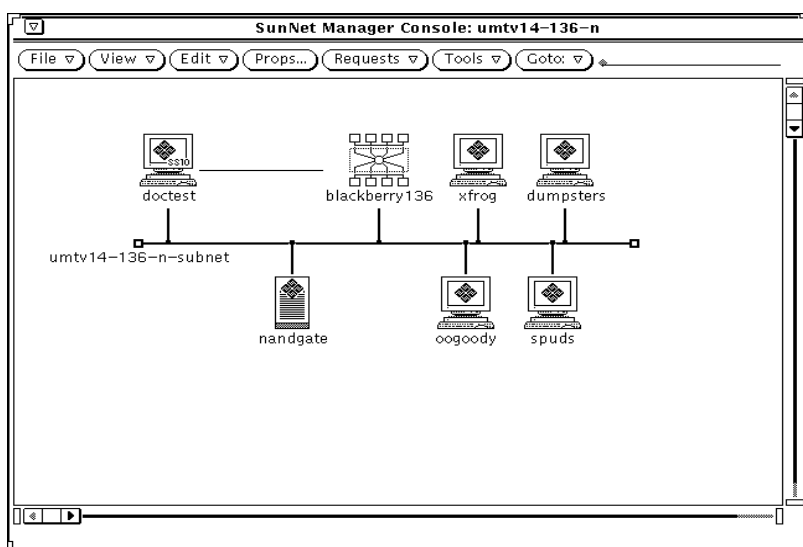 SunNet Manager Console: umtv14-136-n
File View Edit Props... Requests Tools Goto:
SS10
doctest blackberry136 xfrog dumpsters
umtv14-136-n-subnet
nandgate oogoody spuds